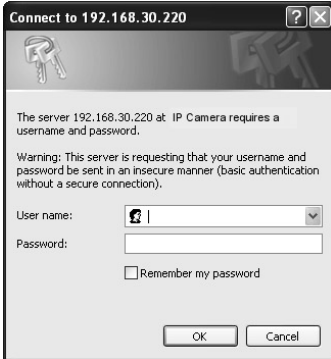 Connect to 192.168.30.220
The server 192.168.30.220 at IP Camera requires a
username and password.
Warning: This server is requesting that your username and
password be sent in an insecure manner (basic authentication
without a secure connection).
User name:
Password:
Remember my password
OK Cancel